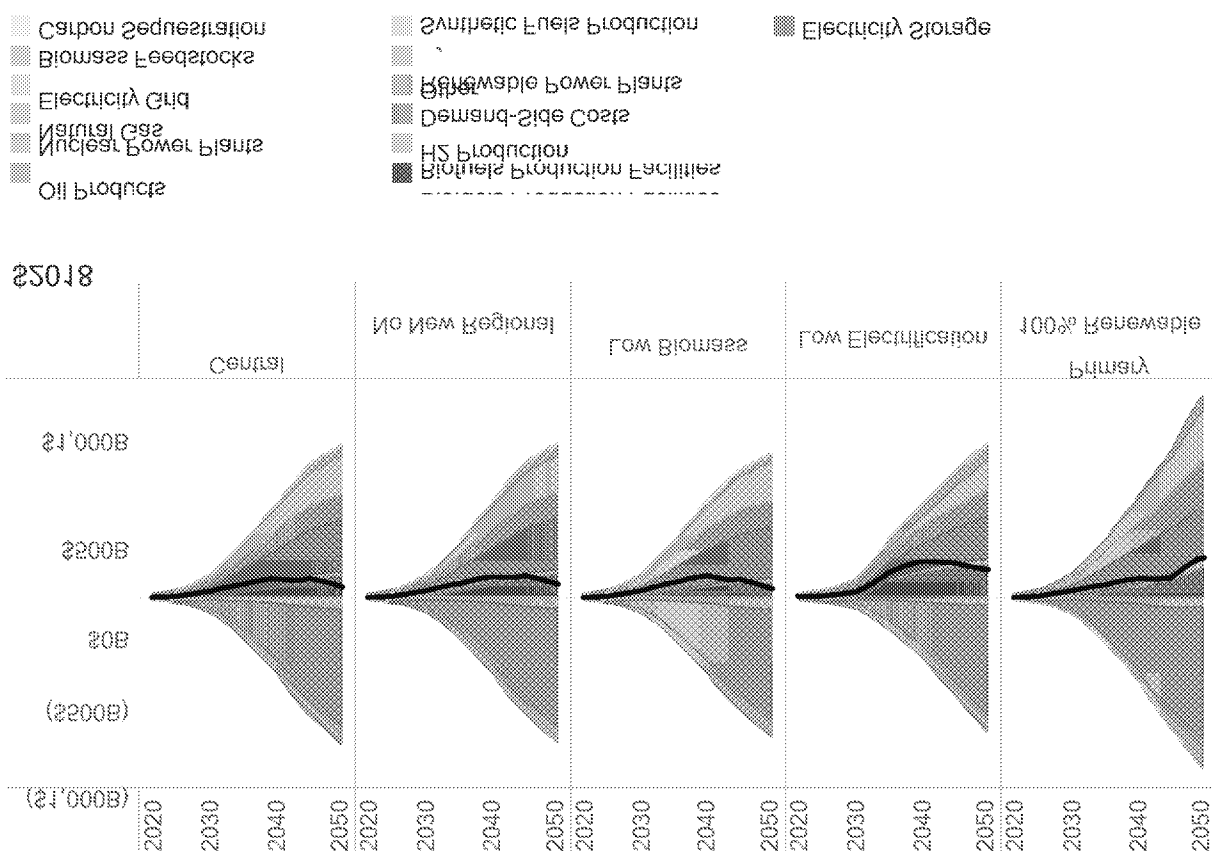 Carbon Sequestration
Biomass Feedstocks
Electricity Grid
Natural Gas
Nuclear Power Plants
Oil Products
Synthetic Fuels Production
Renewable Power Plants
Other
Demand-Side Costs
H2 Production
Biofuels Production Facilities
Electricity Storage
$2018
Central
No New Regional
Low Biomass
Low Electrification
100% Renewable
Primary
$1,000B
$500B
$0B
($500B)
($1,000B)
2020 2030 2040 2050
2020 2030 2040 2050
2020 2030 2040 2050
2020 2030 2040 2050
2020 2030 2040 2050